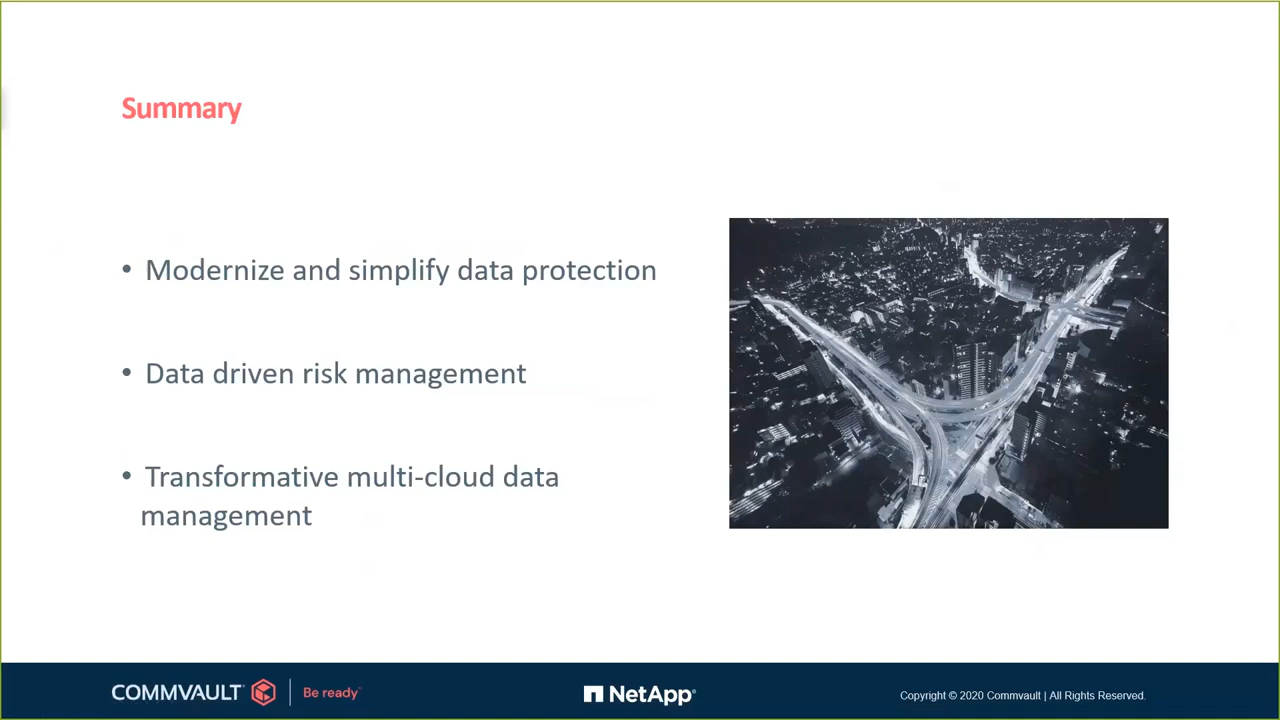 Summary
• Modernize and simplify data protection
• Data driven risk management
• Transformative multi-cloud data
management
COMMVAULT Be ready™
NetApp®
Copyright © 2020 Commvault | All Rights Reserved.